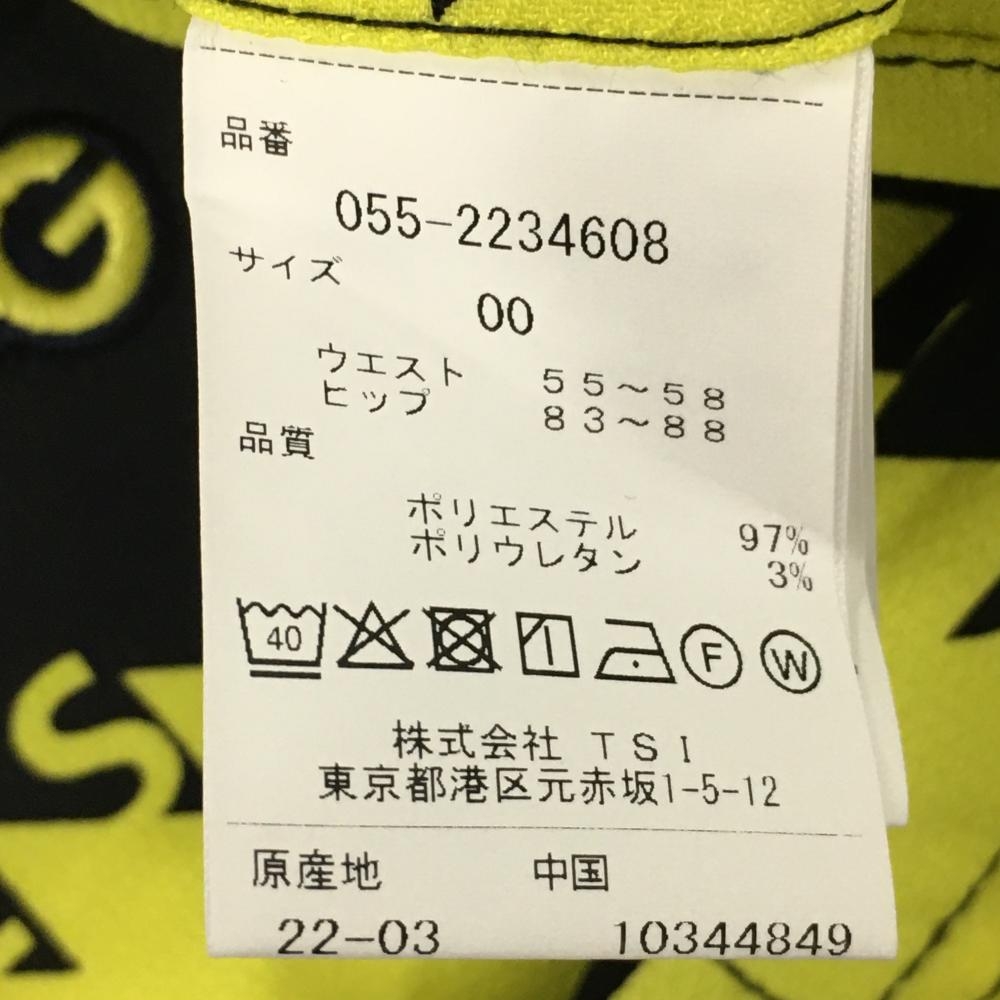 品番
055-2234608
サイズ
00
ウエスト 55～58
ヒップ 83～88
品質
ポリエステル 97%
ポリウレタン 3%
40 F W
株式会社 TSI
東京都港区元赤坂1-5-12
原産地 中国
22-03 10344849
G
S